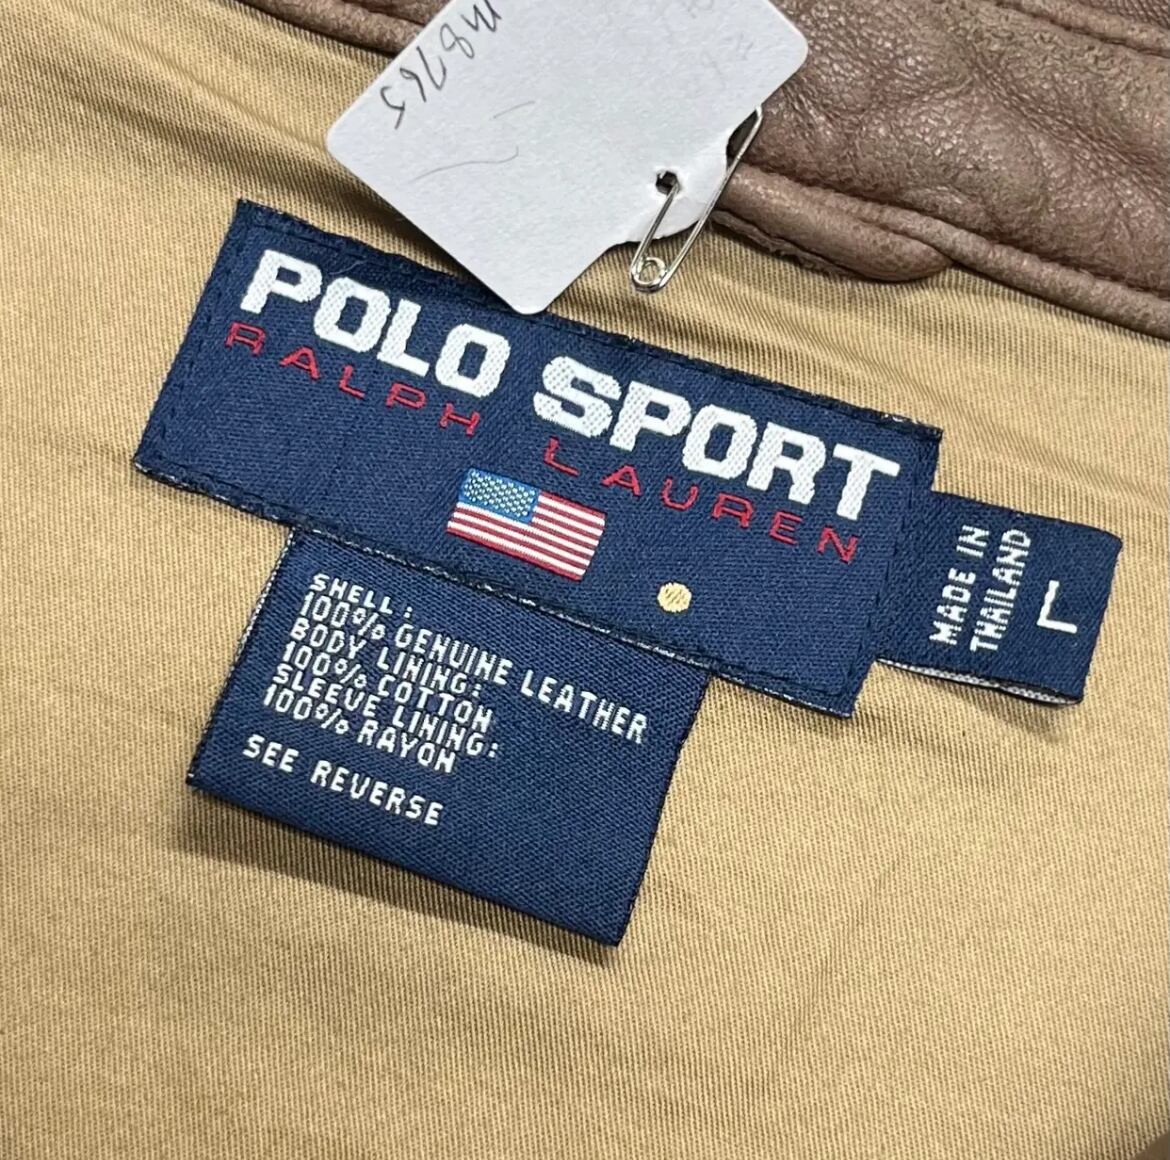 M8765
POLO SPORT
RALPH LAUREN
MADE IN
THAILAND
L
SHELL:
100% GENUINE LEATHER
BODY LINING:
100% COTTON
SLEEVE LINING:
100% RAYON
SEE REVERSE